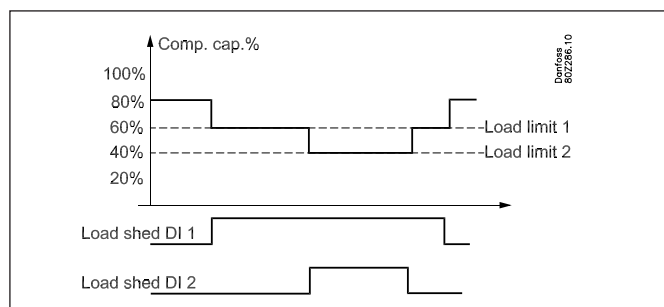 Comp. cap.%
Danfoss
80Z286.10
100%
80%
60%
Load limit 1
40%
Load limit 2
20%
Load shed DI 1
Load shed DI 2